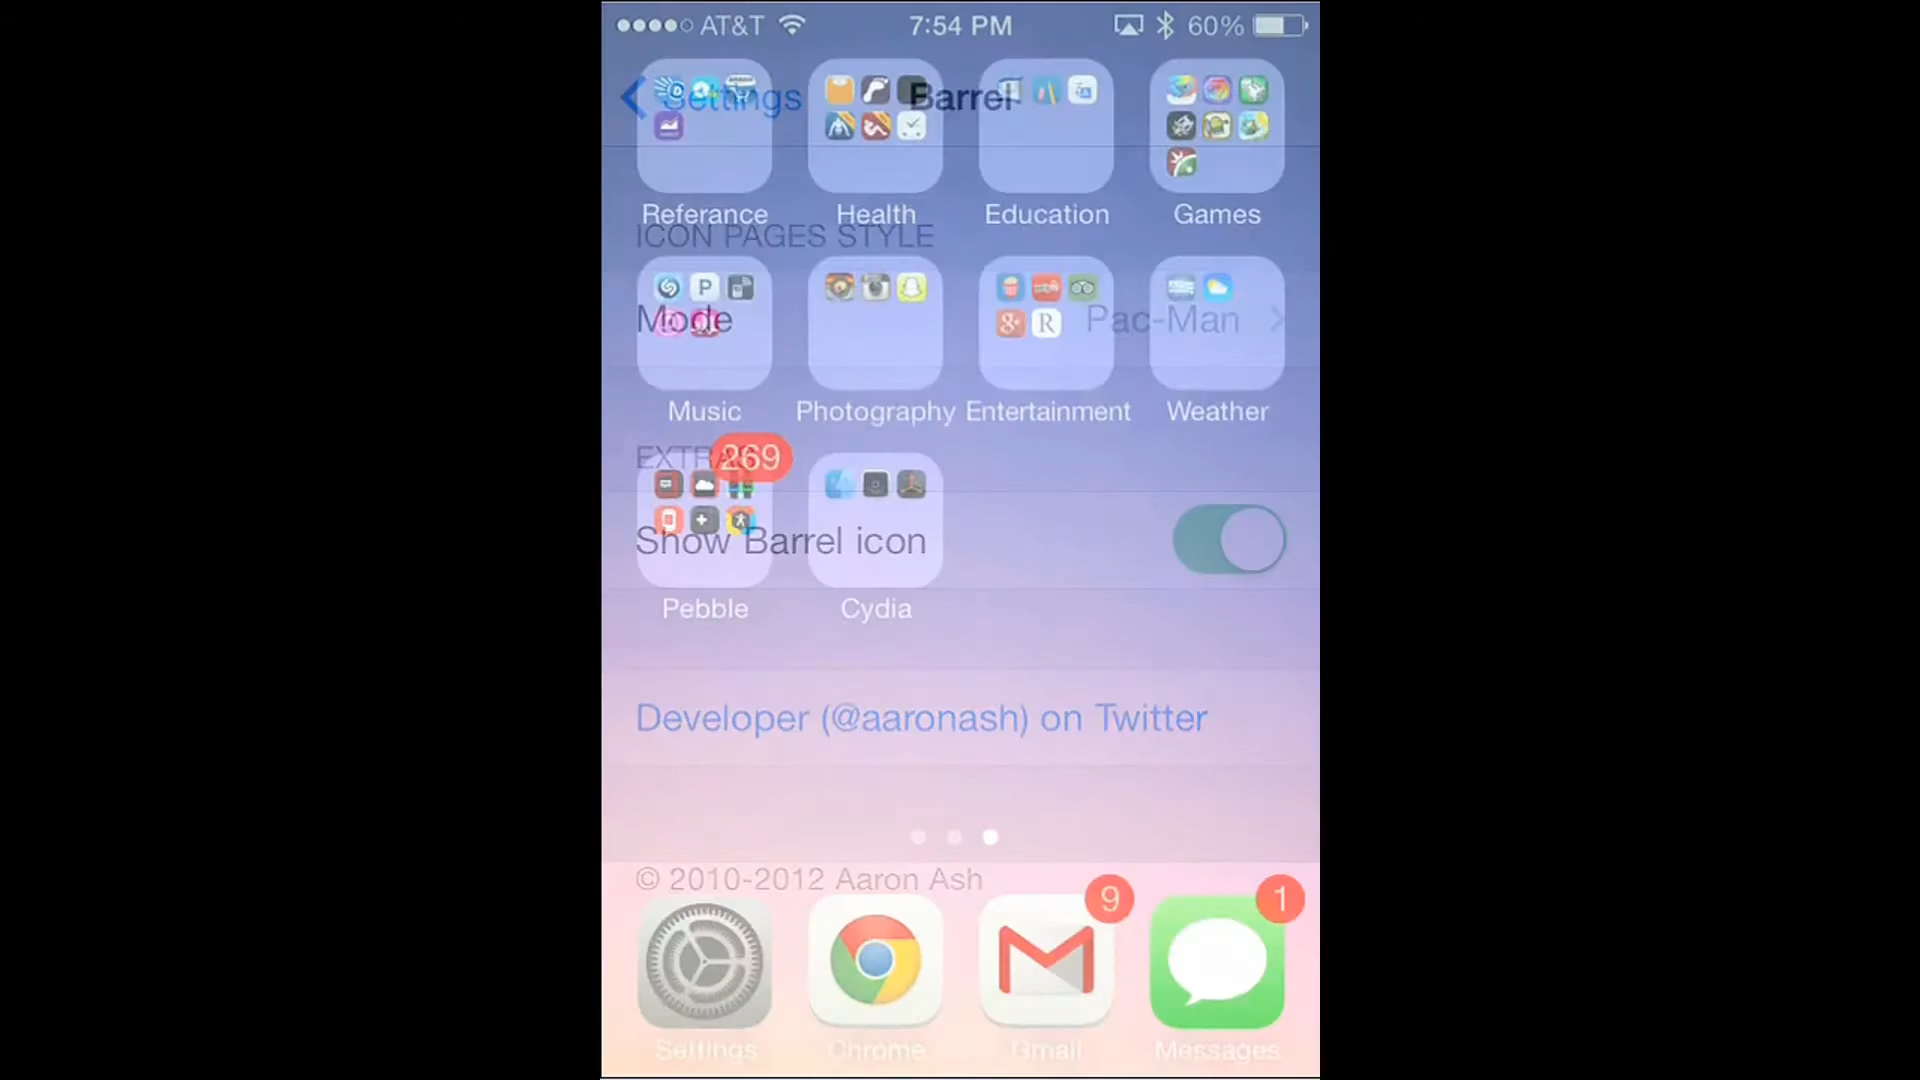 AT&T 7:54 PM 60%
Settings Barrel
Referance Health Education Games
ICON PAGES STYLE
Mode Pac-Man
Music Photography Entertainment Weather
EXTRAS 269
Show Barrel icon
Pebble Cydia
Developer (@aaronash) on Twitter
© 2010-2012 Aaron Ash
9 1
Settings Chrome Gmail Messages